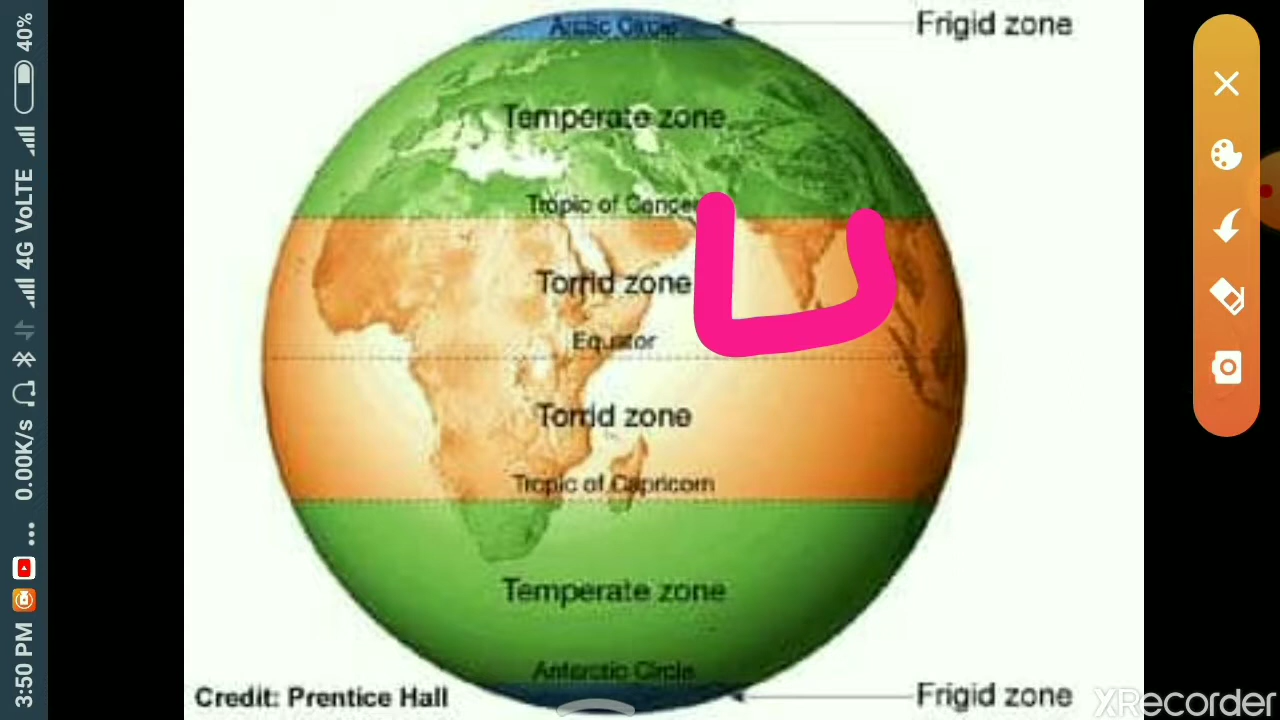 Arctic Circle
Frigid zone
Temperate zone
Tropic of Cancer
Torrid zone
Equator
Torrid zone
Tropic of Capricorn
Temperate zone
Antarctic Circle
Frigid zone
Credit: Prentice Hall
XRecorder
3:50 PM ... 0.00K/s 4G VoLTE 40%